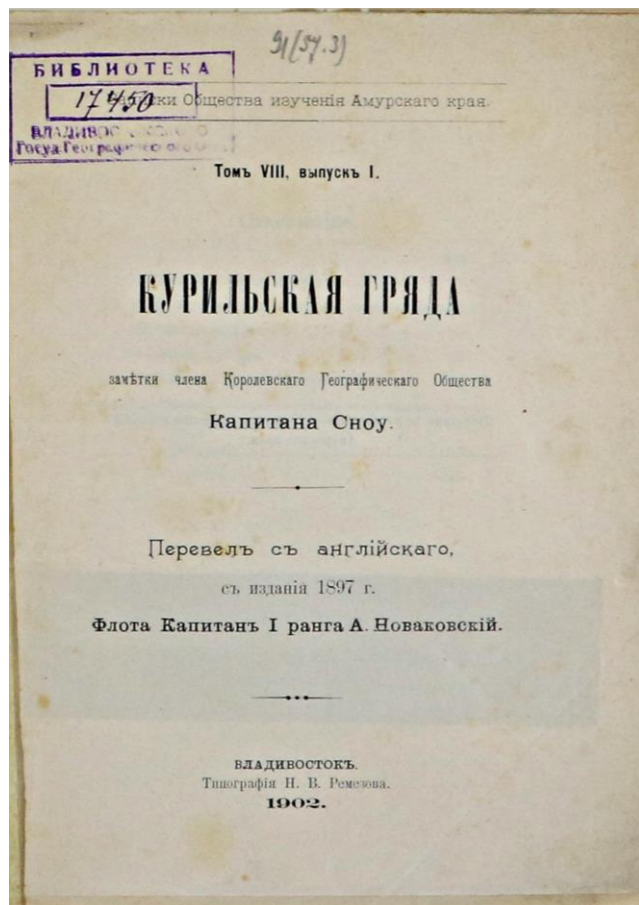 91(57.3)
БИБЛИОТЕКА
17450
Общества изученія Амурскаго края.
Томъ VIII, выпускъ I.
КУРИЛЬСКАЯ ГРЯДА
замѣтки члена Королевскаго Географическаго Общества
Капитана Сноу.
Перевелъ съ англійскаго,
съ изданія 1897 г.
Флота Капитанъ I ранга А. Новаковскій.
ВЛАДИВОСТОКЪ.
Типографія Н. В. Ремезова.
1902.